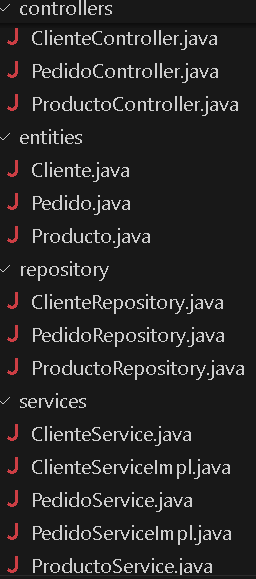 controllers
ClienteController.java
PedidoController.java
ProductoController.java
entities
Cliente.java
Pedido.java
Producto.java
repository
ClienteRepository.java
PedidoRepository.java
ProductoRepository.java
services
ClienteService.java
ClienteServiceImpl.java
PedidoService.java
PedidoServiceImpl.java
ProductoService.java